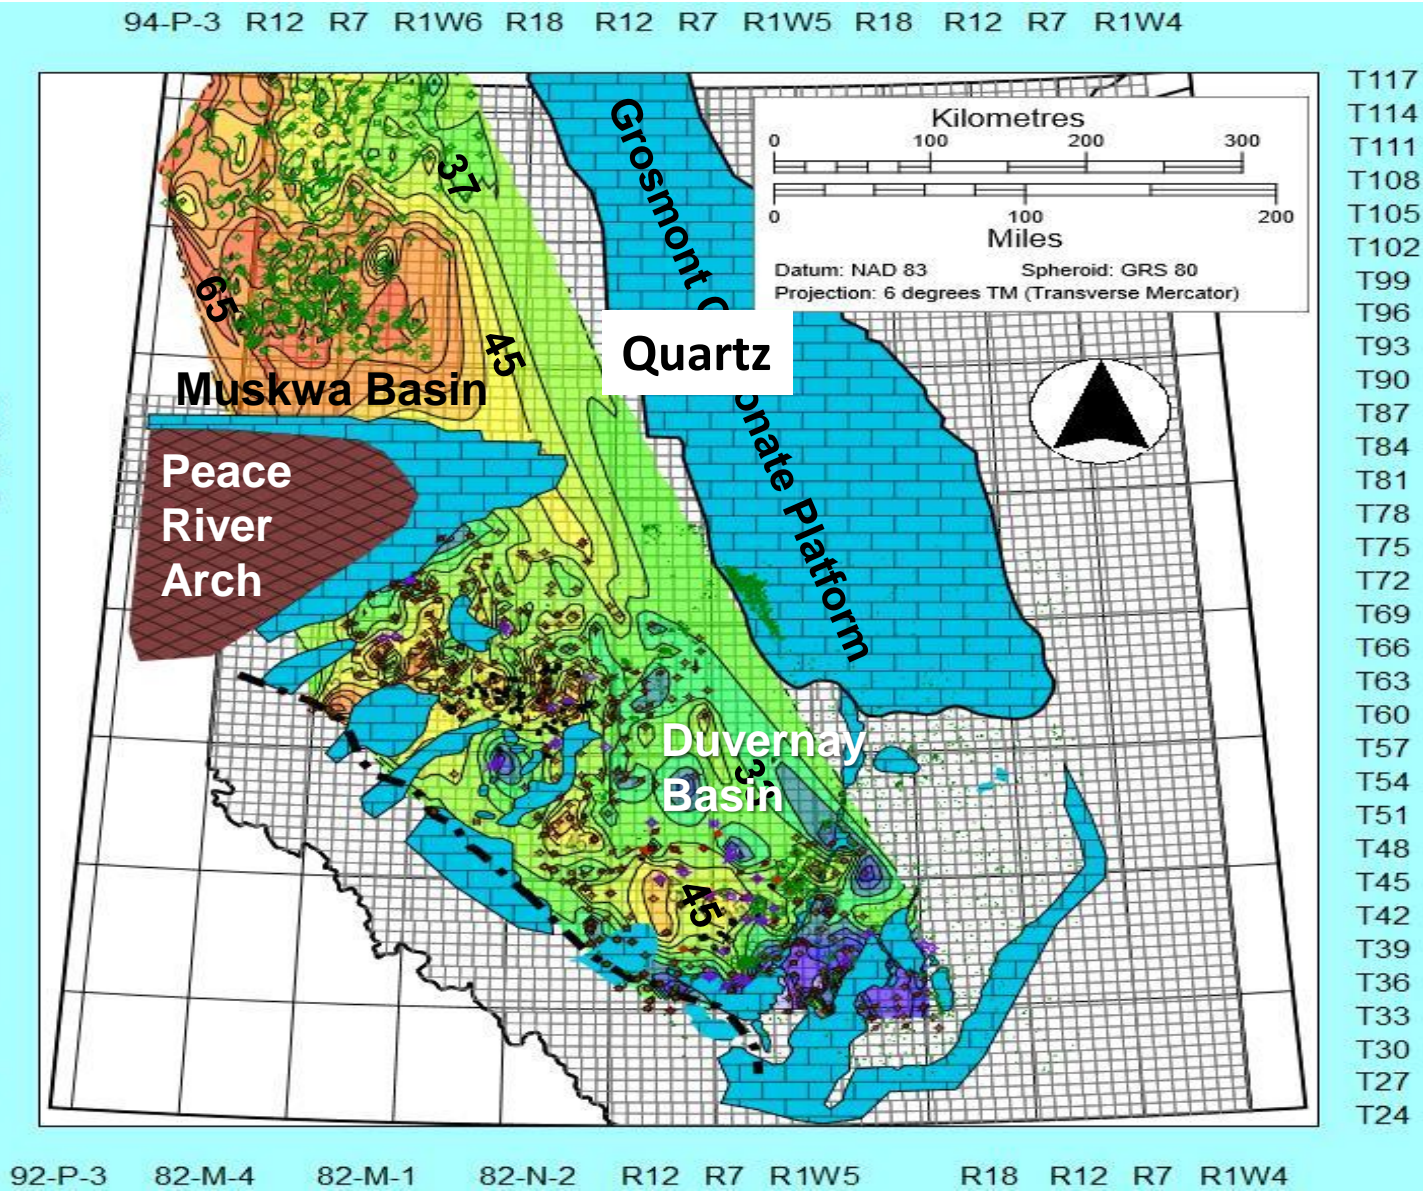 94-P-3 R12 R7 R1W6 R18 R12 R7 R1W5 R18 R12 R7 R1W4
T117
T114
T111
T108
T105
T102
T99
T96
T93
T90
T87
T84
T81
T78
T75
T72
T69
T66
T63
T60
T57
T54
T51
T48
T45
T42
T39
T36
T33
T30
T27
T24
Kilometres
0 100 200 300
0 100 200
Miles
Datum: NAD 83 Spheroid: GRS 80
Projection: 6 degrees TM (Transverse Mercator)
Grosmont C
onate Platform
Quartz
37
65
45
Muskwa Basin
Peace
River
Arch
Duvernay
Basin
45
92-P-3 82-M-4 82-M-1 82-N-2 R12 R7 R1W5 R18 R12 R7 R1W4